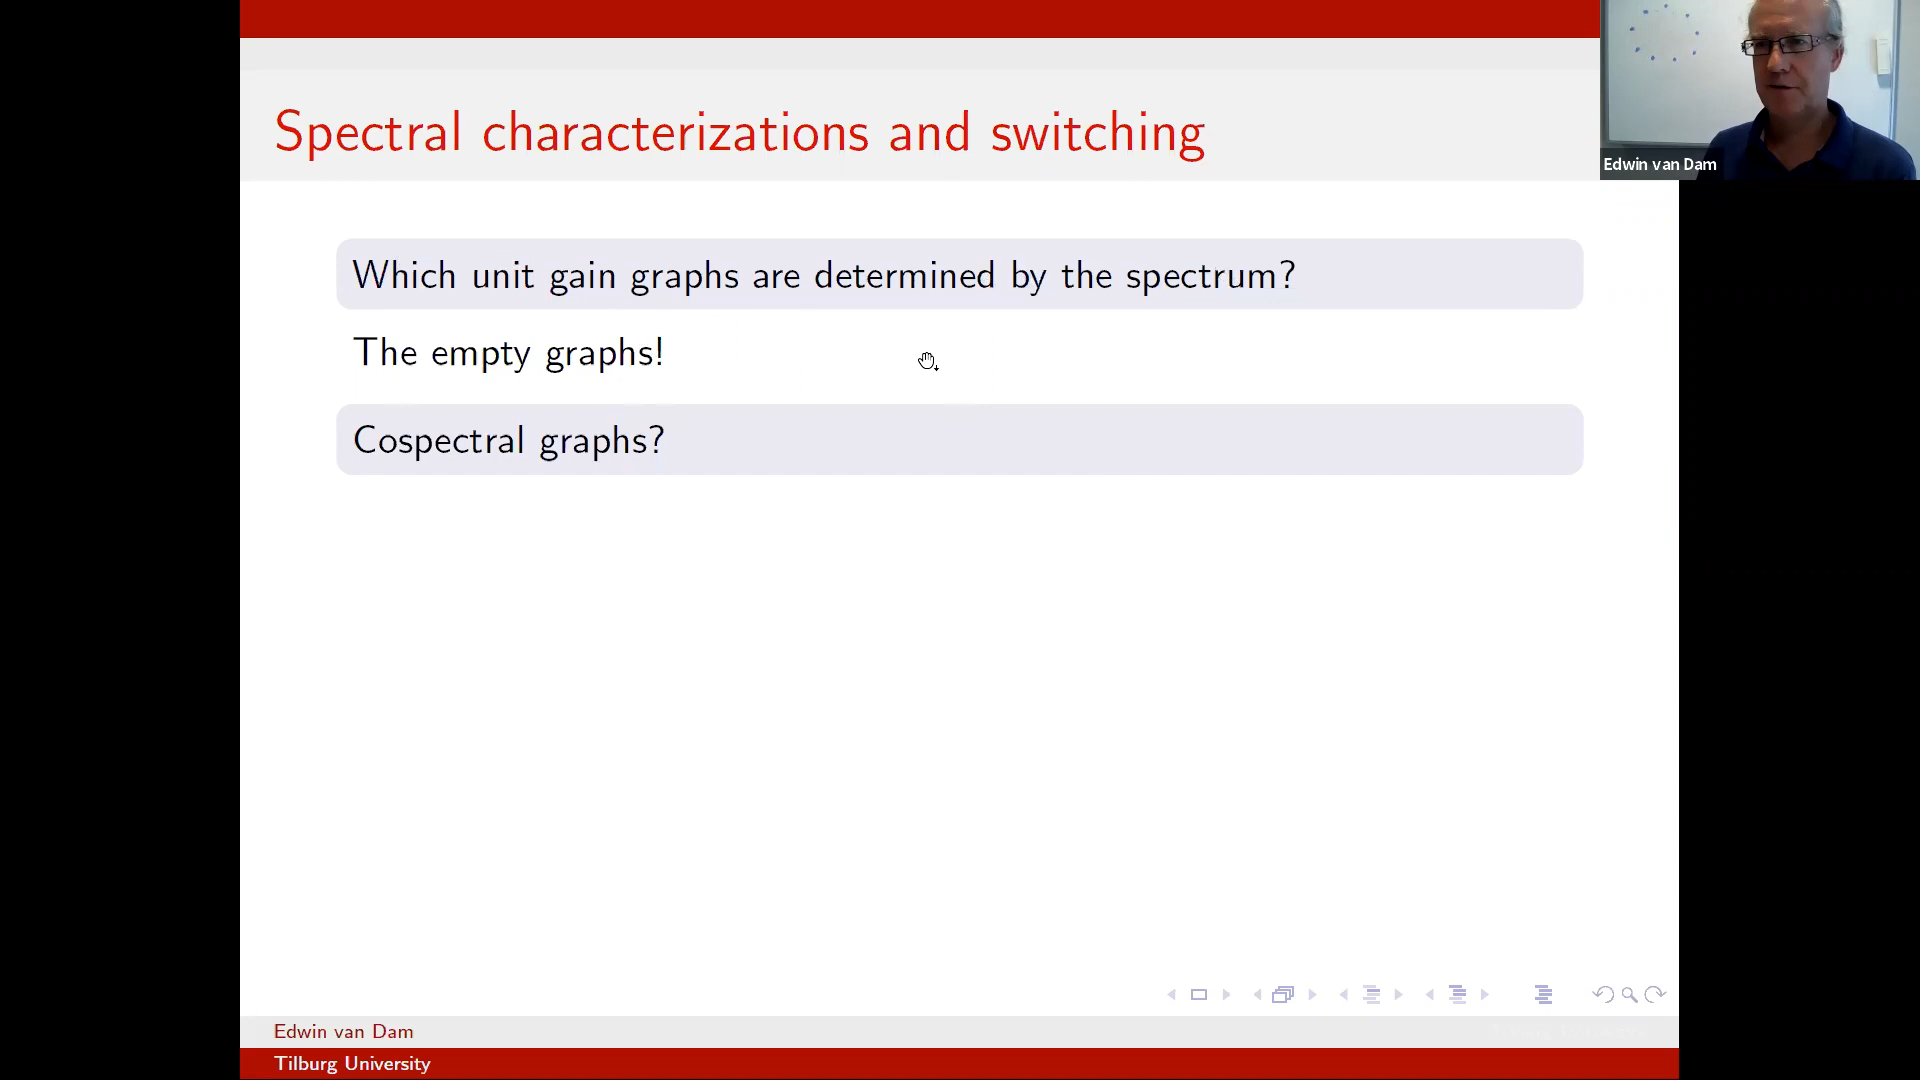 Spectral characterizations and switching
Edwin van Dam
Which unit gain graphs are determined by the spectrum?
The empty graphs!
Cospectral graphs?
Edwin van Dam
Tilburg University